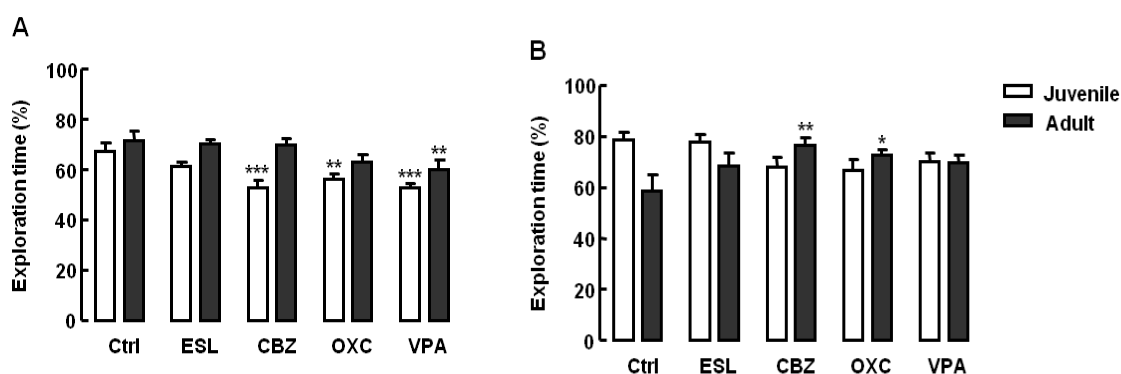 A
Exploration time (%)
100
80
60
40
20
0
***
**
***
**
Ctrl ESL CBZ OXC VPA
B
Exploration time (%)
100
80
60
40
20
0
**
*
Ctrl ESL CBZ OXC VPA
Juvenile
Adult